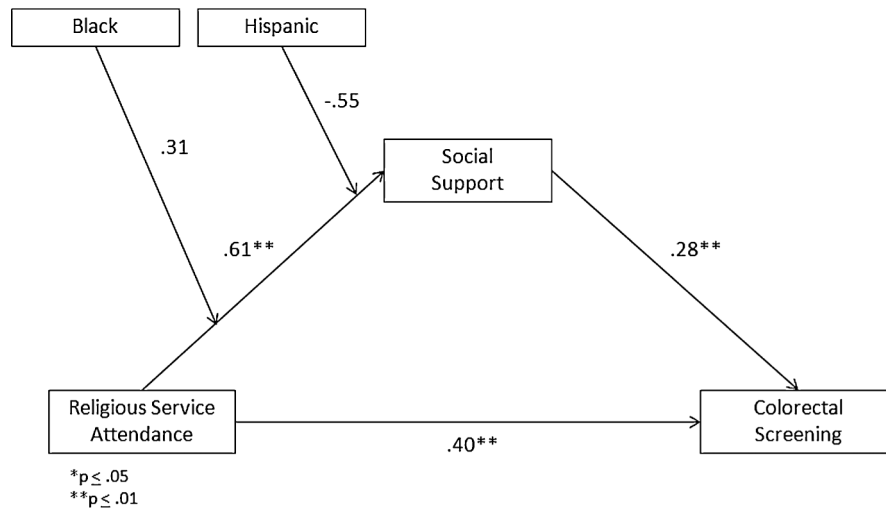 Black
Hispanic
-.55
.31
Social
Support
.61**
.28**
Religious Service
Attendance
Colorectal
Screening
.40**
*p ≤ .05
**p ≤ .01